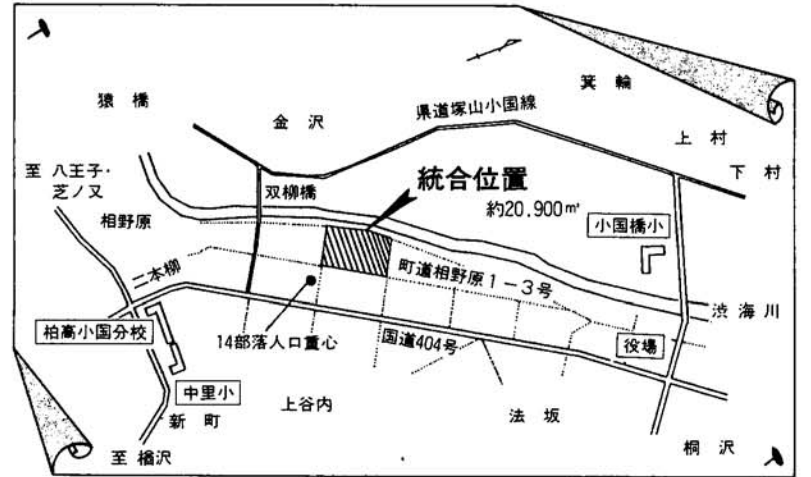 箕輪
猿橋
金沢
県道塚山小国線
上村
下村
至 八王子・
芝ノ又
双柳橋
統合位置
約20.900㎡
相野原
小国橋小
二本柳
町道相野原1-3号
渋海川
柏高小国分校
14部落人口重心
国道404号
役場
中里小
新町
上谷内
法坂
桐沢
至 楢沢